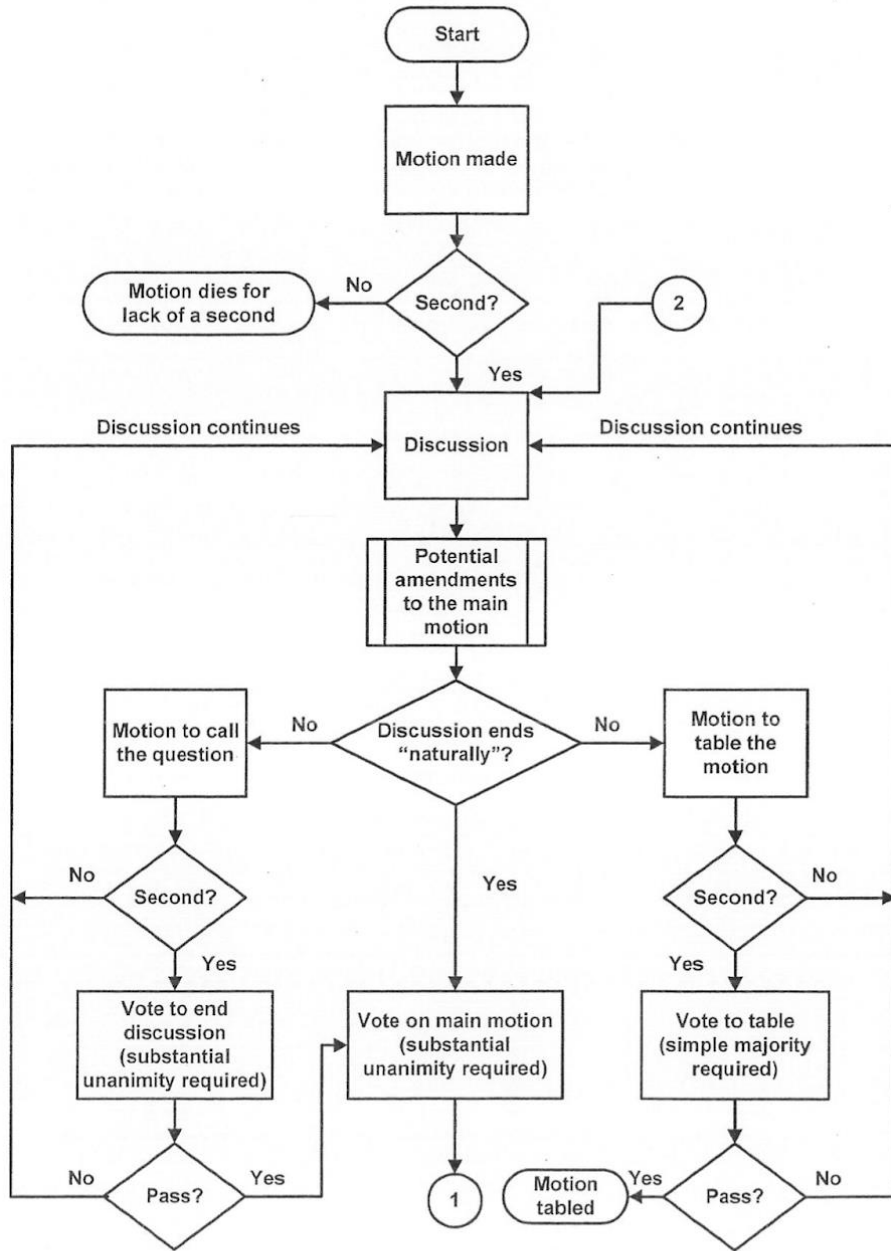 Start
Motion made
No
Motion dies for
lack of a second
Second?
2
Yes
Discussion continues
Discussion
Discussion continues
Potential
amendments
to the main
motion
Motion to call
the question
No
Discussion ends
“naturally”?
No
Motion to
table the
motion
Yes
No
Second?
Second?
No
Yes
Yes
Vote to end
discussion
(substantial
unanimity required)
Vote on main motion
(substantial
unanimity required)
Vote to table
(simple majority
required)
No
Pass?
Yes
1
Motion
tabled
Yes
Pass?
No